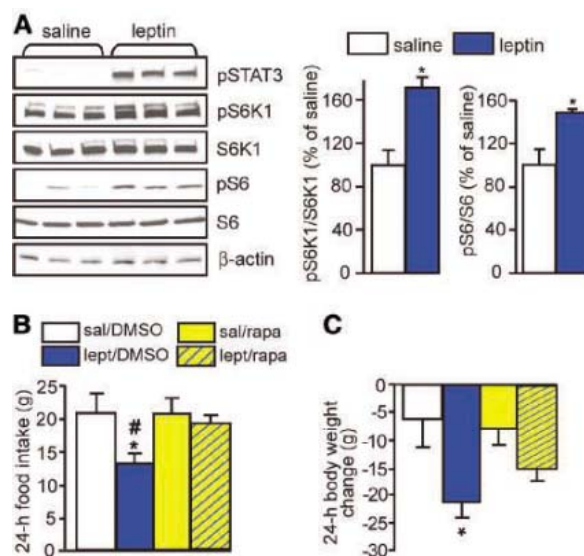 A
saline leptin
pSTAT3
pS6K1
S6K1
pS6
S6
β-actin
saline leptin
pS6K1/S6K1 (% of saline)
160
120
80
40
0
*
pS6/S6 (% of saline)
160
120
80
40
0
*
B
sal/DMSO sal/rapa
lept/DMSO lept/rapa
24-h food intake (g)
25
20
15
10
5
0
#
*
C
24-h body weight
change (g)
0
-5
-10
-15
-20
-25
-30
*